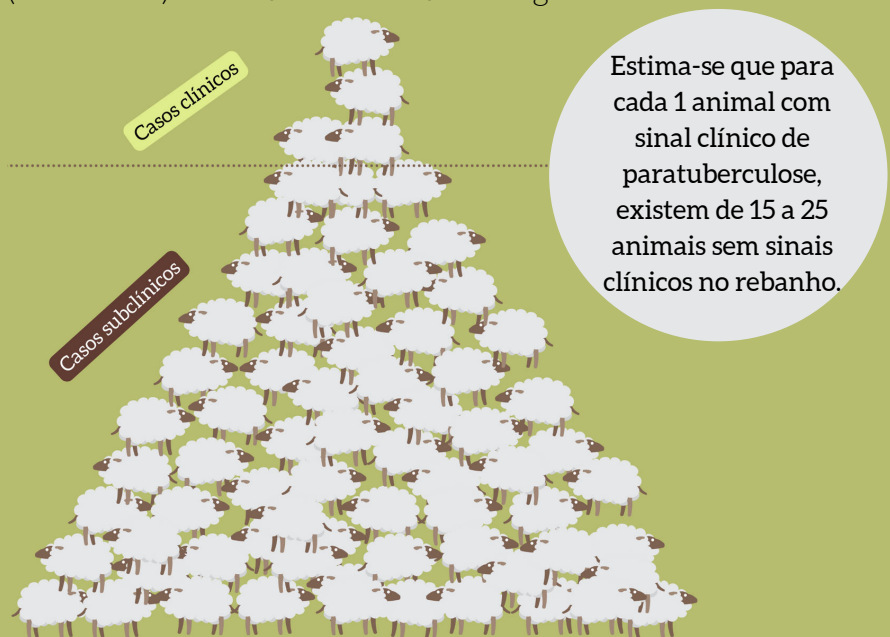 Casos clínicos
Estima-se que para
cada 1 animal com
sinal clínico de
paratuberculose,
existem de 15 a 25
animais sem sinais
clínicos no rebanho.
Casos subclínicos